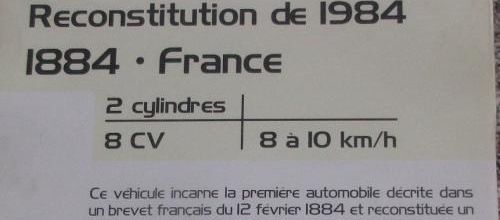 Reconstitution de 1984
1884 • France
2 cylindres
8 CV 8 à 10 km/h
Ce véhicule incarne la première automobile décrite dans
un brevet français du 12 février 1884 et reconstituée un